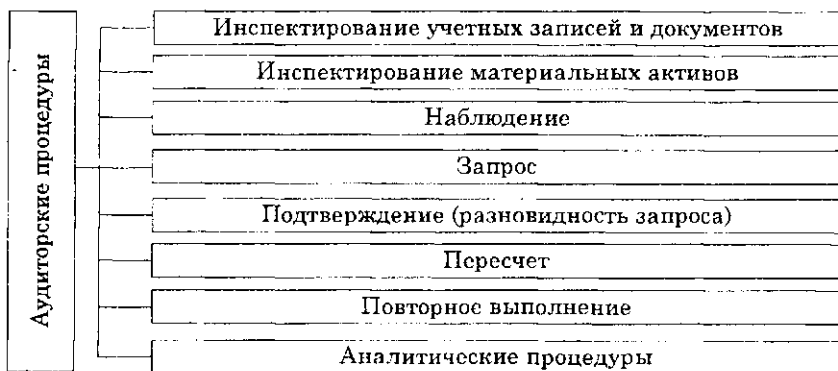 Аудиторские процедуры
Инспектирование учетных записей и документов
Инспектирование материальных активов
Наблюдение
Запрос
Подтверждение (разновидность запроса)
Пересчет
Повторное выполнение
Аналитические процедуры